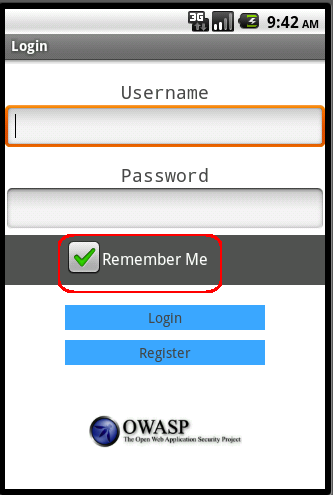 3G 9:42 AM
Login
Username
Password
Remember Me
Login
Register
OWASP
The Open Web Application Security Project